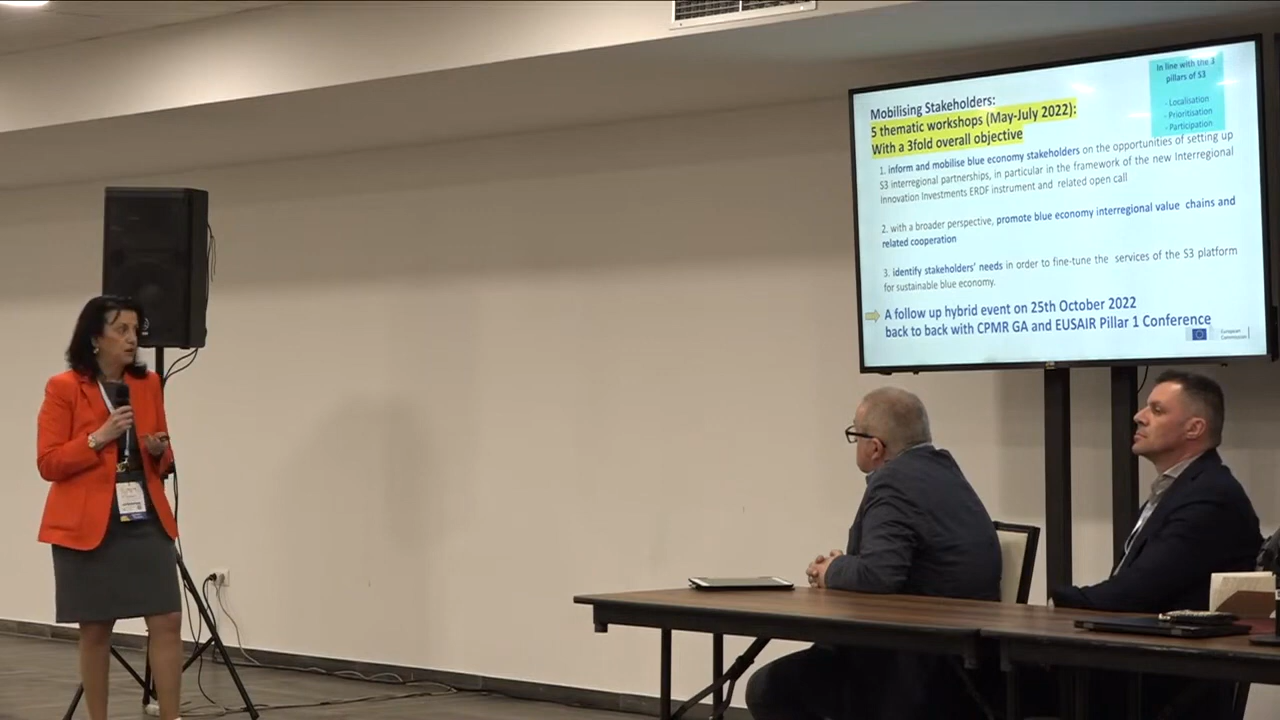 In line with the 3
pillars of S3
- Localisation
- Prioritisation
- Participation
Mobilising Stakeholders:
5 thematic workshops (May-July 2022):
With a 3fold overall objective
1. inform and mobilise blue economy stakeholders on the opportunities of setting up
S3 interregional partnerships, in particular in the framework of the new Interregional
Innovation Investments ERDF instrument and related open call
2. with a broader perspective, promote blue economy interregional value chains and
related cooperation
3. identify stakeholders' needs in order to fine-tune the services of the S3 platform
for sustainable blue economy.
A follow up hybrid event on 25th October 2022
back to back with CPMR GA and EUSAIR Pillar 1 Conference
European
Commission